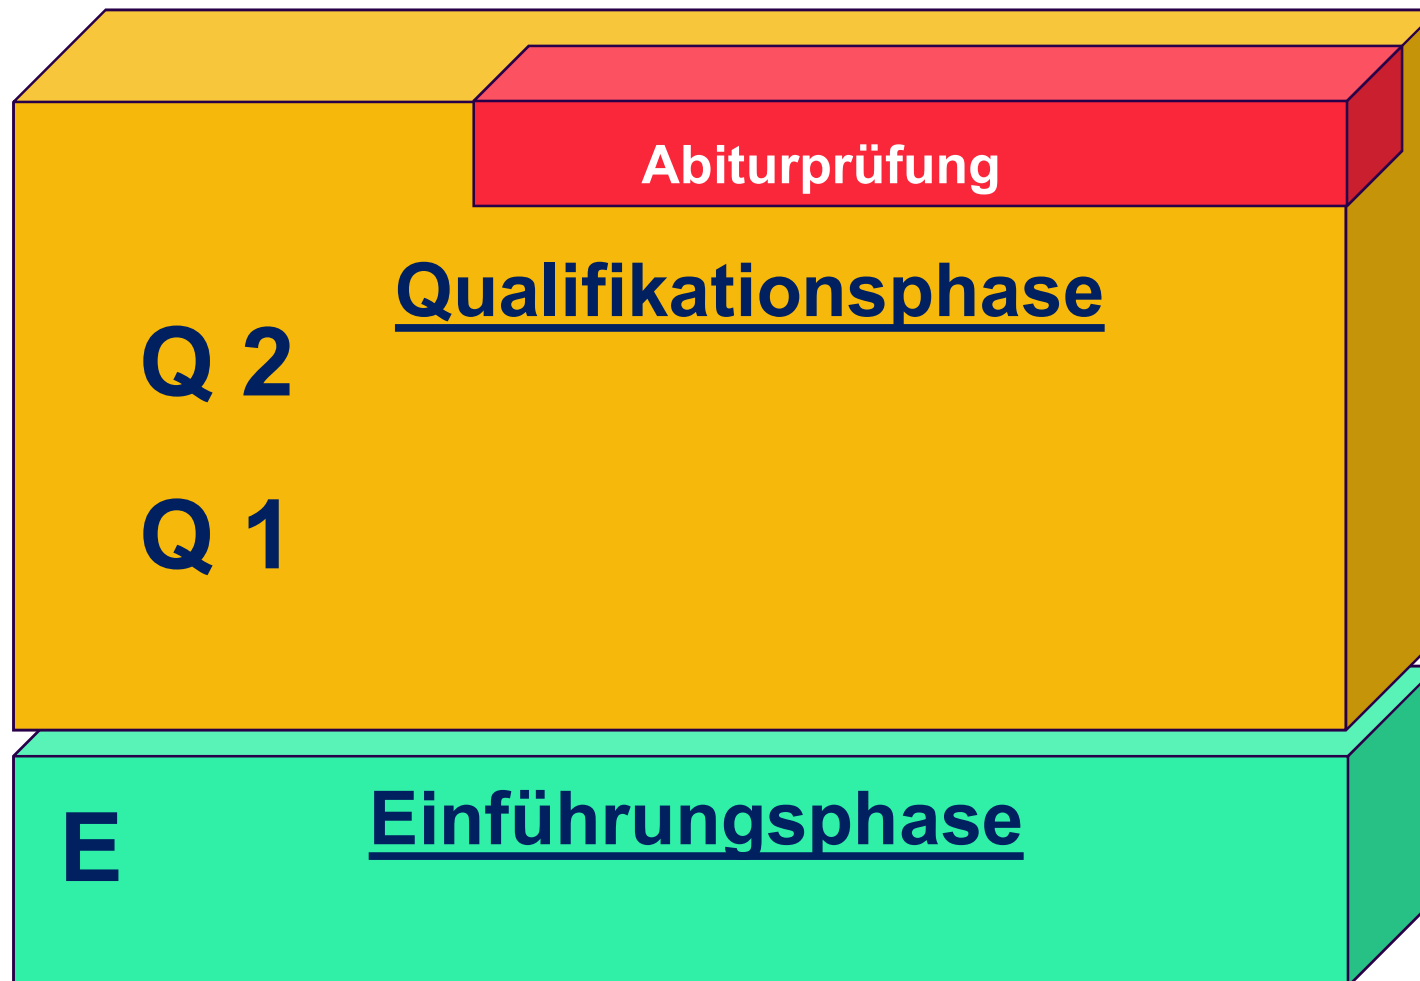 Abiturprüfung
Qualifikationsphase
Q 2
Q 1
Einführungsphase
E